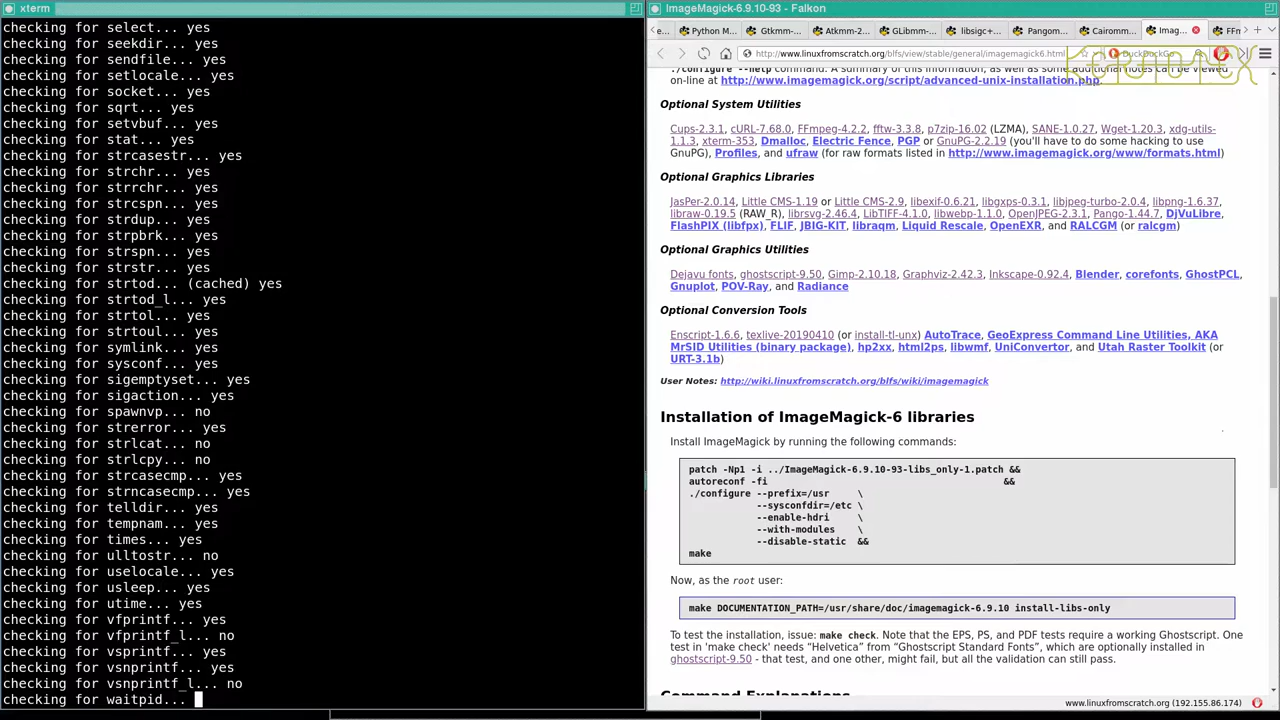 xterm
checking for select... yes
checking for seekdir... yes
checking for sendfile... yes
checking for setlocale... yes
checking for socket... yes
checking for sqrt... yes
checking for setvbuf... yes
checking for stat... yes
checking for strcasestr... yes
checking for strchr... yes
checking for strrchr... yes
checking for strcspn... yes
checking for strdup... yes
checking for strpbrk... yes
checking for strspn... yes
checking for strstr... yes
checking for strtod... (cached) yes
checking for strtod_l... yes
checking for strtol... yes
checking for strtoul... yes
checking for symlink... yes
checking for sysconf... yes
checking for sigemptyset... yes
checking for sigaction... yes
checking for spawnvp... no
checking for strerror... yes
checking for strlcat... no
checking for strlcpy... no
checking for strcasecmp... yes
checking for strncasecmp... yes
checking for telldir... yes
checking for tempnam... yes
checking for times... yes
checking for ulltostr... no
checking for uselocale... yes
checking for usleep... yes
checking for utime... yes
checking for vfprintf... yes
checking for vfprintf_l... no
checking for vsprintf... yes
checking for vsnprintf... yes
checking for vsnprintf_l... no
checking for waitpid...
ImageMagick-6.9.10-93 - Falkon
e... Python M... Gtkmm-... Atkmm-2... GLibmm-... libsigc+... Pangom... Cairomm... Imag... FFm
http://www.linuxfromscratch.org/blfs/view/stable/general/imagemagick6.html DuckDuckGo
./configure --help command. A summary of this information, as well as some additional notes can be viewed
on-line at http://www.imagemagick.org/script/advanced-unix-installation.php.
Optional System Utilities
Cups-2.3.1, cURL-7.68.0, FFmpeg-4.2.2, fftw-3.3.8, p7zip-16.02 (LZMA), SANE-1.0.27, Wget-1.20.3, xdg-utils-
1.1.3, xterm-353, Dmalloc, Electric Fence, PGP or GnuPG-2.2.19 (you'll have to do some hacking to use
GnuPG), Profiles, and ufraw (for raw formats listed in http://www.imagemagick.org/www/formats.html)
Optional Graphics Libraries
JasPer-2.0.14, Little CMS-1.19 or Little CMS-2.9, libexif-0.6.21, libgxps-0.3.1, libjpeg-turbo-2.0.4, libpng-1.6.37,
libraw-0.19.5 (RAW_R), librsvg-2.46.4, LibTIFF-4.1.0, libwebp-1.1.0, OpenJPEG-2.3.1, Pango-1.44.7, DjVuLibre,
FlashPIX (libfpx), FLIF, JBIG-KIT, libraqm, Liquid Rescale, OpenEXR, and RALCGM (or ralcgm)
Optional Graphics Utilities
Dejavu fonts, ghostscript-9.50, Gimp-2.10.18, Graphviz-2.42.3, Inkscape-0.92.4, Blender, corefonts, GhostPCL,
Gnuplot, POV-Ray, and Radiance
Optional Conversion Tools
Enscript-1.6.6, texlive-20190410 (or install-tl-unx) AutoTrace, GeoExpress Command Line Utilities, AKA
MrSID Utilities (binary package), hp2xx, html2ps, libwmf, UniConvertor, and Utah Raster Toolkit (or
URT-3.1b)
User Notes: http://wiki.linuxfromscratch.org/blfs/wiki/imagemagick
Installation of ImageMagick-6 libraries
Install ImageMagick by running the following commands:
patch -Np1 -i ../ImageMagick-6.9.10-93-libs_only-1.patch &&
autoreconf -fi &&
./configure --prefix=/usr \
--sysconfdir=/etc \
--enable-hdri \
--with-modules \
--disable-static &&
make
Now, as the root user:
make DOCUMENTATION_PATH=/usr/share/doc/imagemagick-6.9.10 install-libs-only
To test the installation, issue: make check. Note that the EPS, PS, and PDF tests require a working Ghostscript. One
test in 'make check' needs “Helvetica” from “Ghostscript Standard Fonts”, which are optionally installed in
ghostscript-9.50 - that test, and one other, might fail, but all the validation can still pass.
Command Explanations
www.linuxfromscratch.org (192.155.86.174)